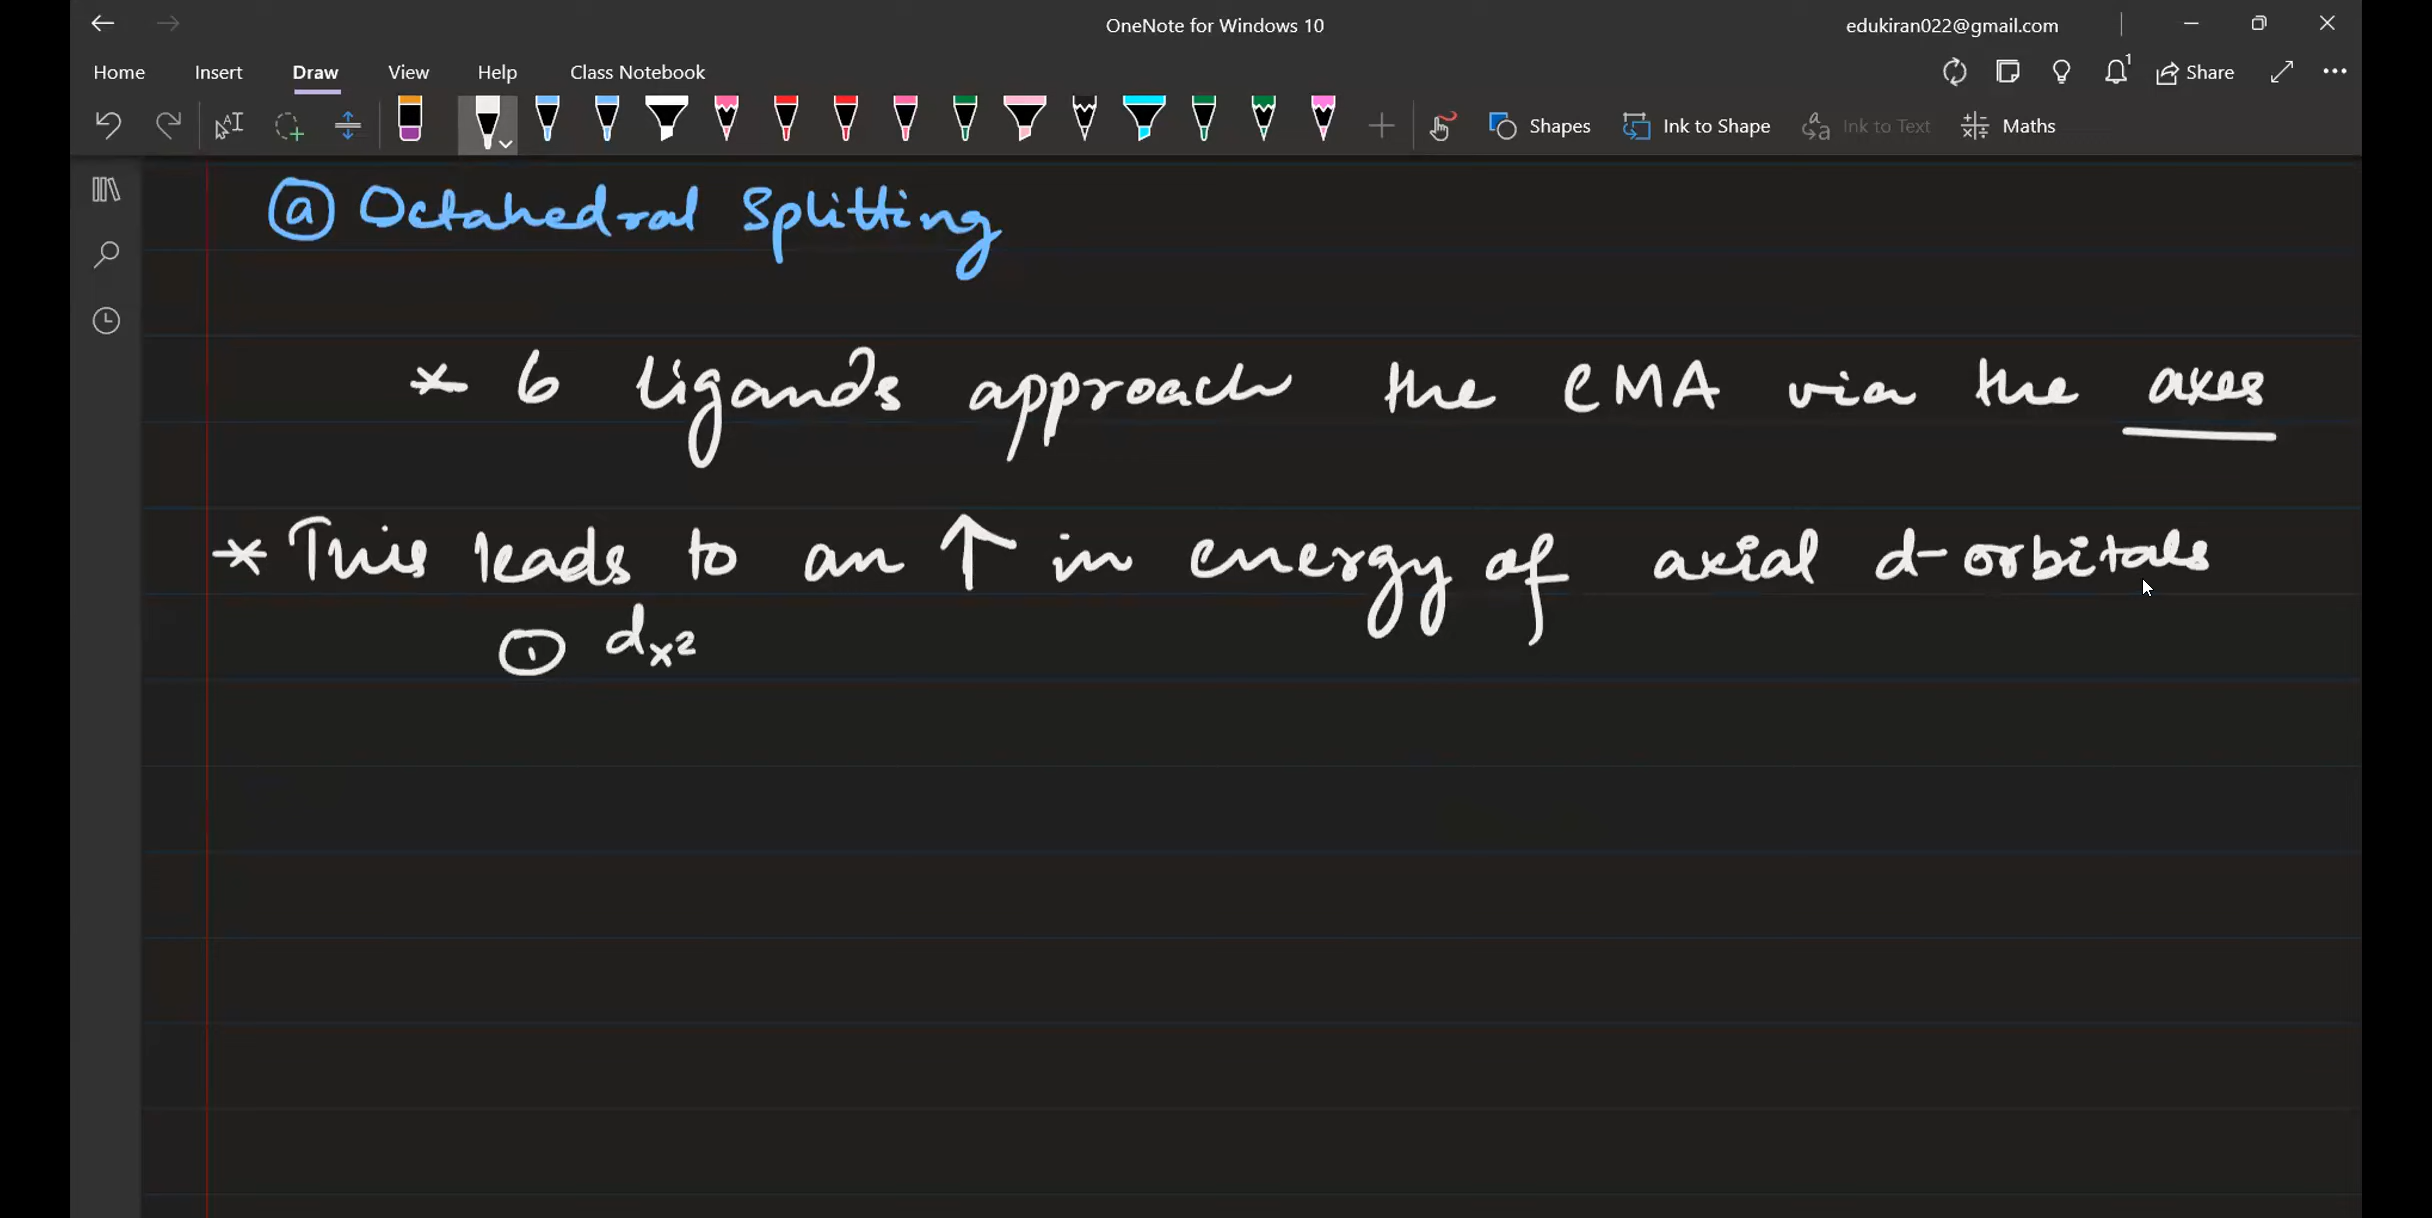 OneNote for Windows 10
edukiran022@gmail.com
Home Insert Draw View Help Class Notebook
1 Share
Shapes Ink to Shape Ink to Text Maths
ⓐ Octahedral Splitting
* 6 ligands approach the CMA via the axes
* This leads to an ↑ in energy of axial d-orbitals
① dx²